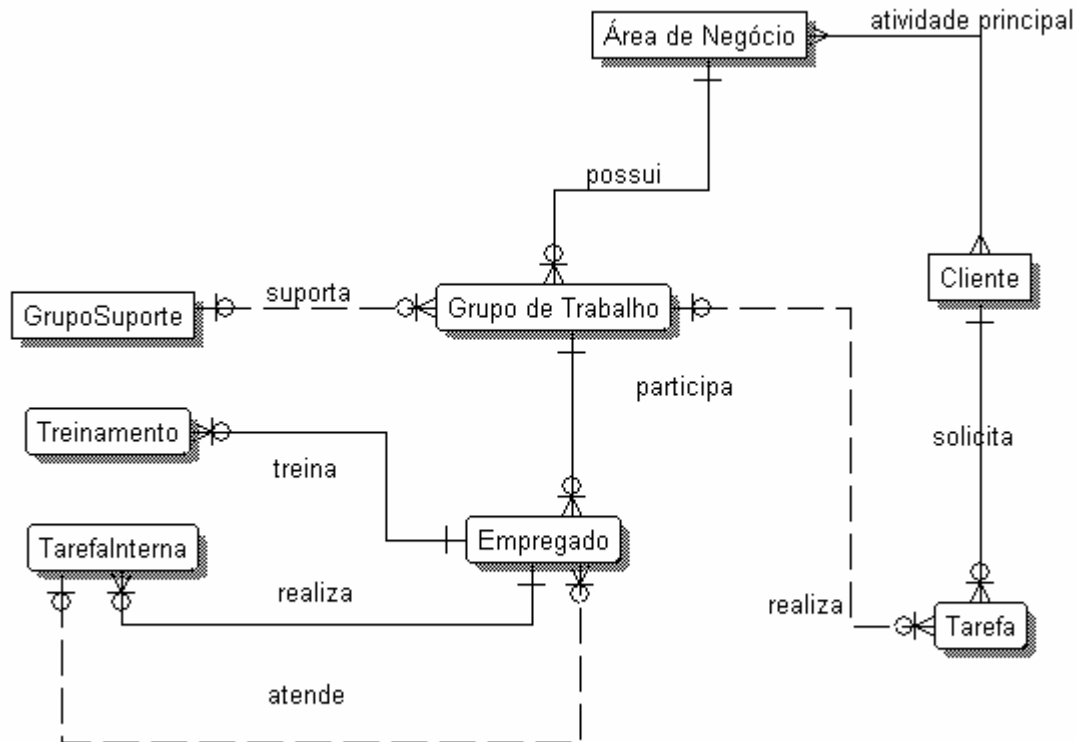 atividade principal
Área de Negócio
possui
Cliente
suporta
GrupoSuporte
Grupo de Trabalho
participa
Treinamento
solicita
treina
TarefaInterna
Empregado
realiza
realiza
Tarefa
atende